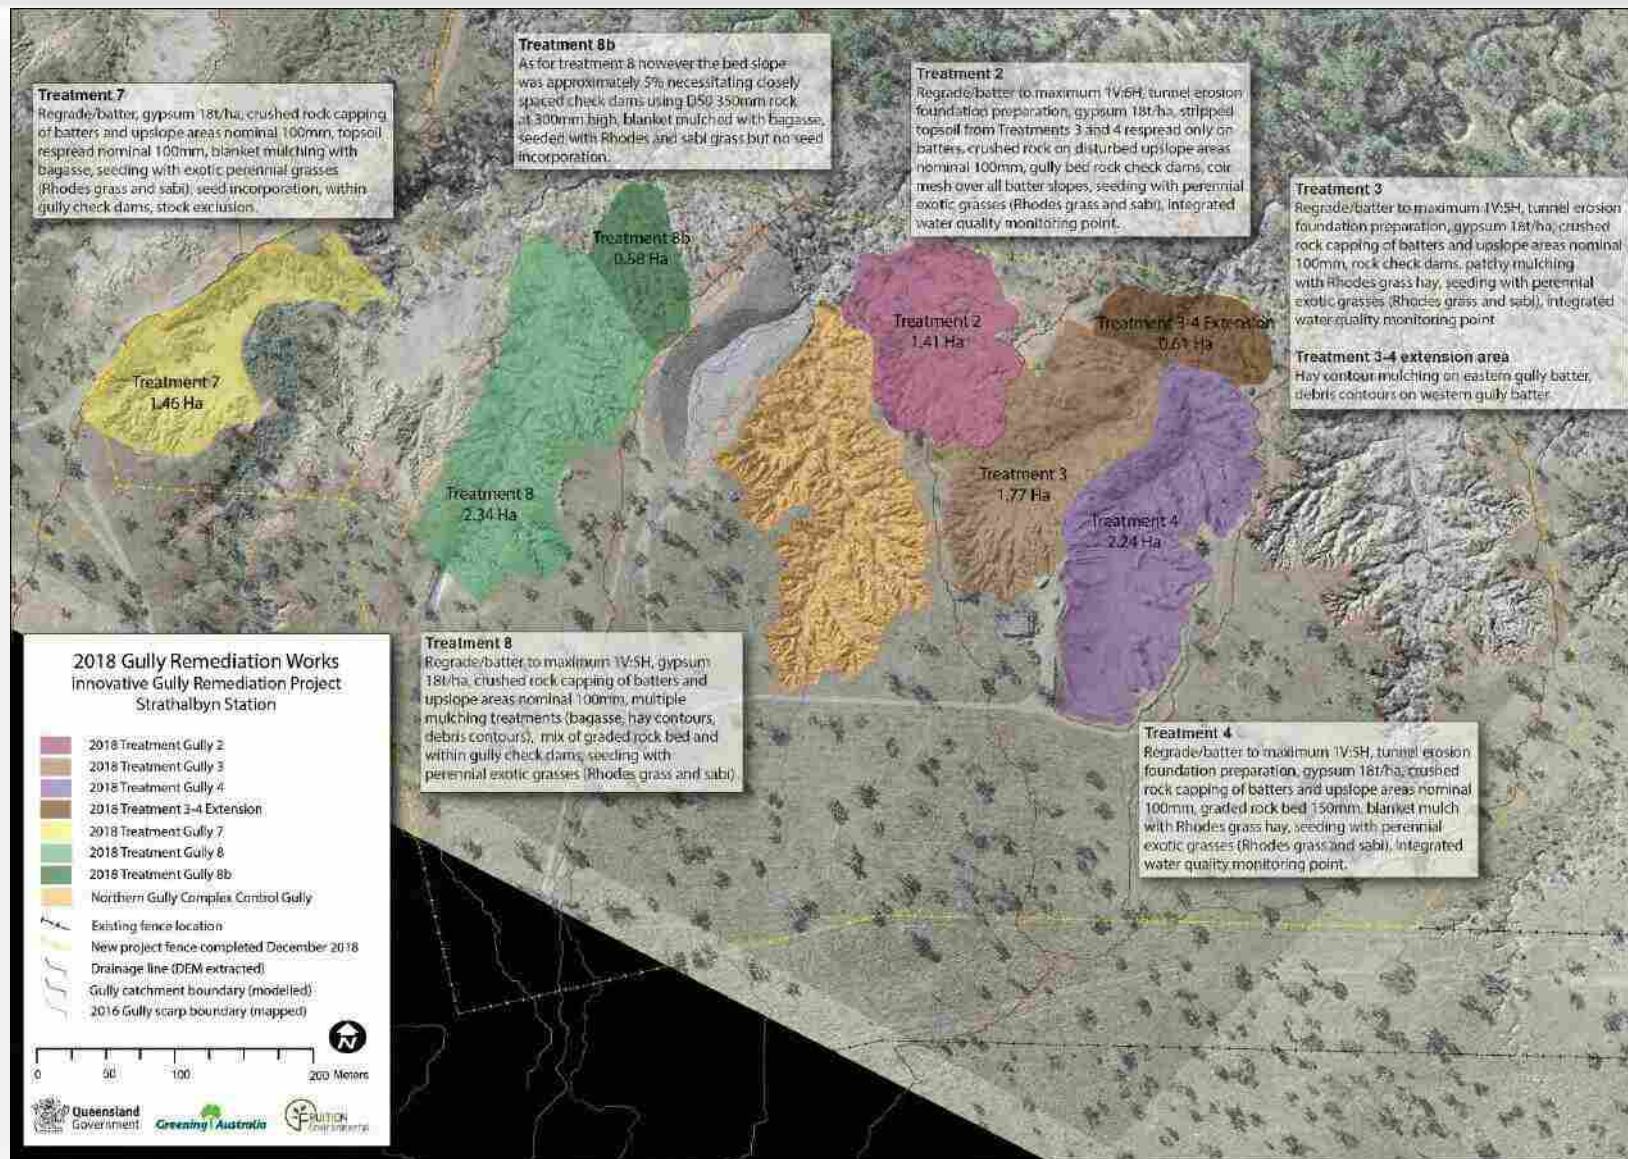 Treatment 7
Regrade/batter, gypsum 18t/ha, crushed rock capping
of batters and upslope areas nominal 100mm, topsoil
respread nominal 100mm, blanket mulching with
bagasse, seeding with exotic perennial grasses
(Rhodes grass and sabi), seed incorporation, within
gully check dams, stock exclusion.
Treatment 8b
As for treatment 8 however the bed slope
was approximately 5% necessitating closely
spaced check dams using D50 350mm rock
at 300mm high, blanket mulched with bagasse,
seeded with Rhodes and sabi grass but no seed
incorporation.
Treatment 2
Regrade/batter to maximum 1V:6H, tunnel erosion
foundation preparation, gypsum 18t/ha, stripped
topsoil from Treatments 3 and 4 respread only on
batters, crushed rock on disturbed upslope areas
nominal 100mm, gully bed rock check dams, coir
mesh over all batter slopes, seeding with perennial
exotic grasses (Rhodes grass and sabi), integrated
water quality monitoring point.
Treatment 3
Regrade/batter to maximum 1V:5H, tunnel erosion
foundation preparation, gypsum 18t/ha, crushed
rock capping of batters and upslope areas nominal
100mm, rock check dams, patchy mulching
with Rhodes grass hay, seeding with perennial
exotic grasses (Rhodes grass and sabi), integrated
water quality monitoring point
Treatment 3-4 extension area
Hay contour mulching on eastern gully batter,
debris contours on western gully batter
Treatment 8b
0.58 Ha
Treatment 2
1.41 Ha
Treatment 3-4 Extension
0.61 Ha
Treatment 7
1.46 Ha
Treatment 3
1.77 Ha
Treatment 8
2.34 Ha
Treatment 4
2.24 Ha
Treatment 8
Regrade/batter to maximum 1V:5H, gypsum
18t/ha, crushed rock capping of batters and
upslope areas nominal 100mm, multiple
mulching treatments (bagasse, hay contours,
debris contours), mix of graded rock bed and
within gully check dams, seeding with
perennial exotic grasses (Rhodes grass and sabi)
Treatment 4
Regrade/batter to maximum 1V:5H, tunnel erosion
foundation preparation, gypsum 18t/ha, crushed
rock capping of batters and upslope areas nominal
100mm, graded rock bed 150mm, blanket mulch
with Rhodes grass hay, seeding with perennial
exotic grasses (Rhodes grass and sabi). Integrated
water quality monitoring point.
2018 Gully Remediation Works
Innovative Gully Remediation Project
Strathalbyn Station
2018 Treatment Gully 2
2018 Treatment Gully 3
2018 Treatment Gully 4
2018 Treatment 3-4 Extension
2018 Treatment Gully 7
2018 Treatment Gully 8
2018 Treatment Gully 8b
Northern Gully Complex Control Gully
Existing fence location
New project fence completed December 2018
Drainage line (DEM extracted)
Gully catchment boundary (modelled)
2016 Gully scarp boundary (mapped)
N
0 50 100 200 Meters
Queensland
Government
Greening Australia
FRUITION
Environmental